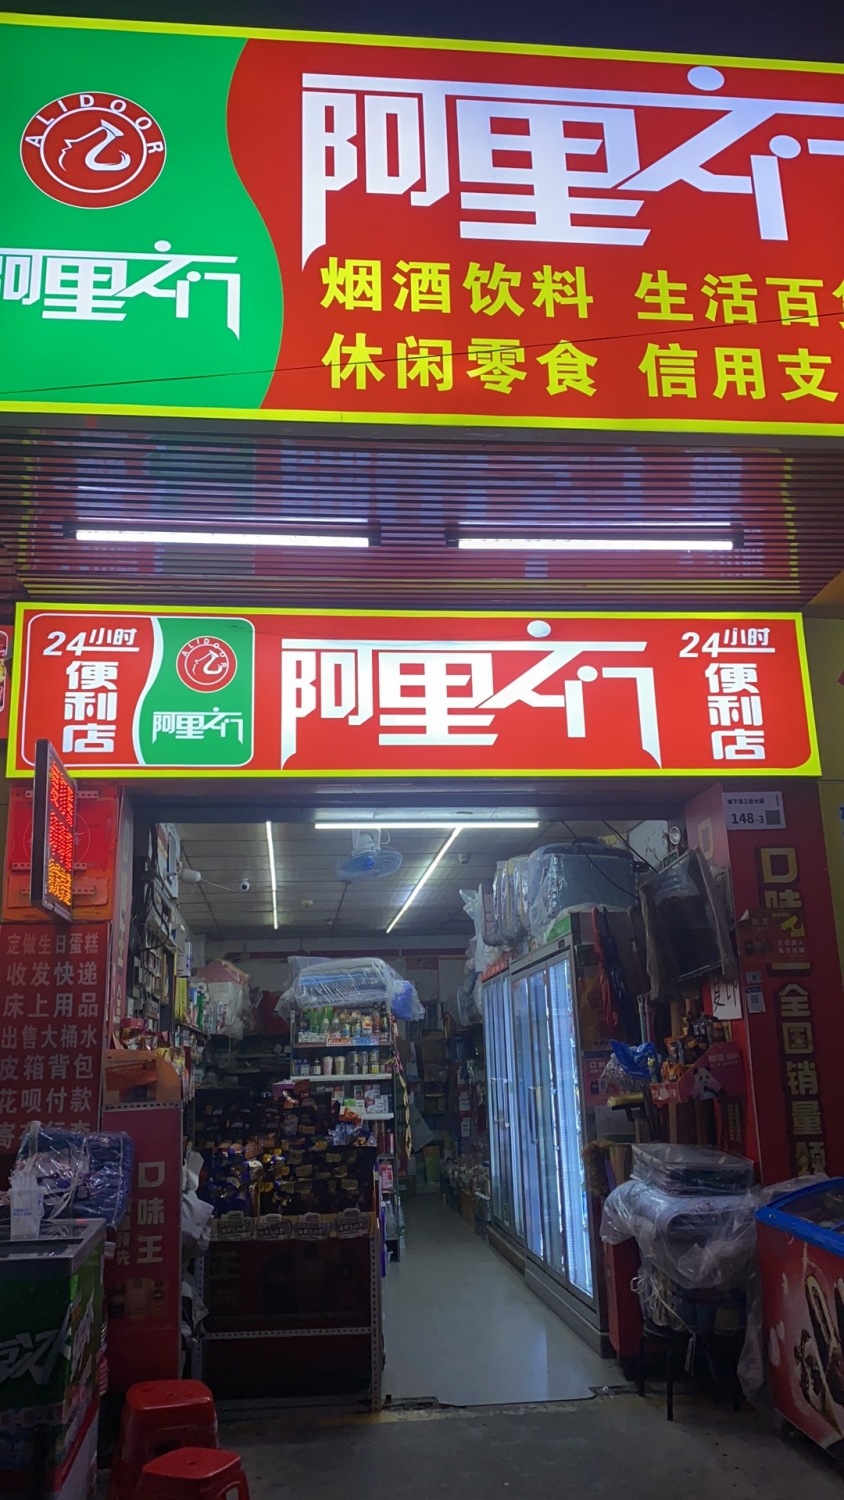 ALIDOOR
阿里之门
阿里之门
烟酒饮料 生活百货
休闲零食 信用支
24小时
便利店
ALIDOOR
阿里之门
阿里之门
24小时
便利店
148-3
定做生日蛋糕
收发快递
床上用品
出售大桶水
皮箱背包
花呗付款
口味王
口味
全国销量领